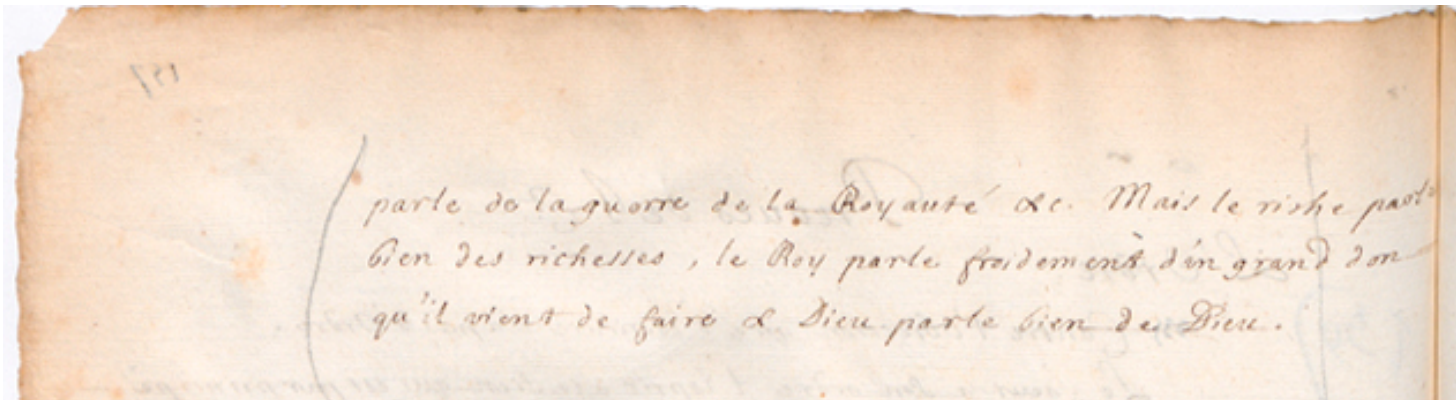 parle de la guerre de la Royauté &c. Mais le riche parle
bien des richesses, le Roy parle froidement d'un grand don
qu'il vient de faire & Dieu parle bien de Dieu.